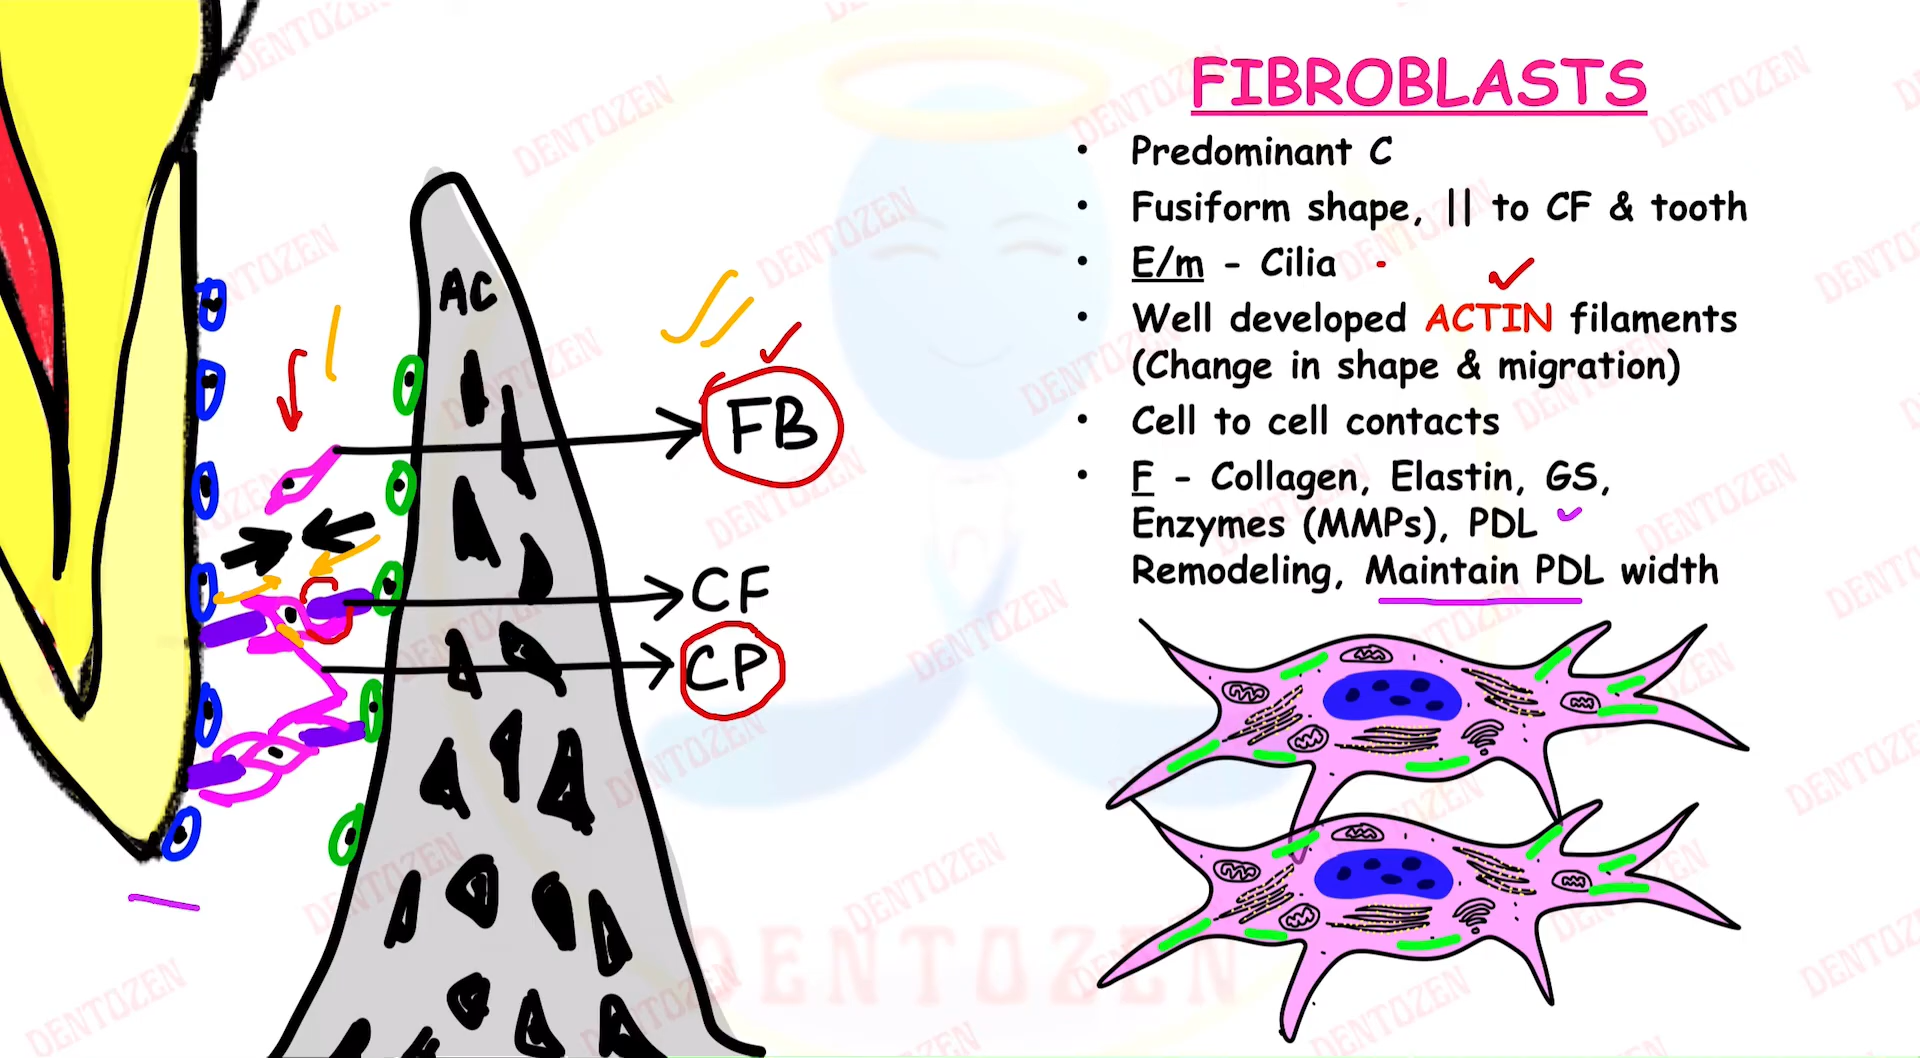 FIBROBLASTS
• Predominant C
• Fusiform shape, || to CF & tooth
• E/m - Cilia
• Well developed ACTIN filaments
(Change in shape & migration)
• Cell to cell contacts
• F - Collagen, Elastin, GS,
Enzymes (MMPs), PDL
Remodeling, Maintain PDL width
AC
FB
CF
CP
DENTOZEN